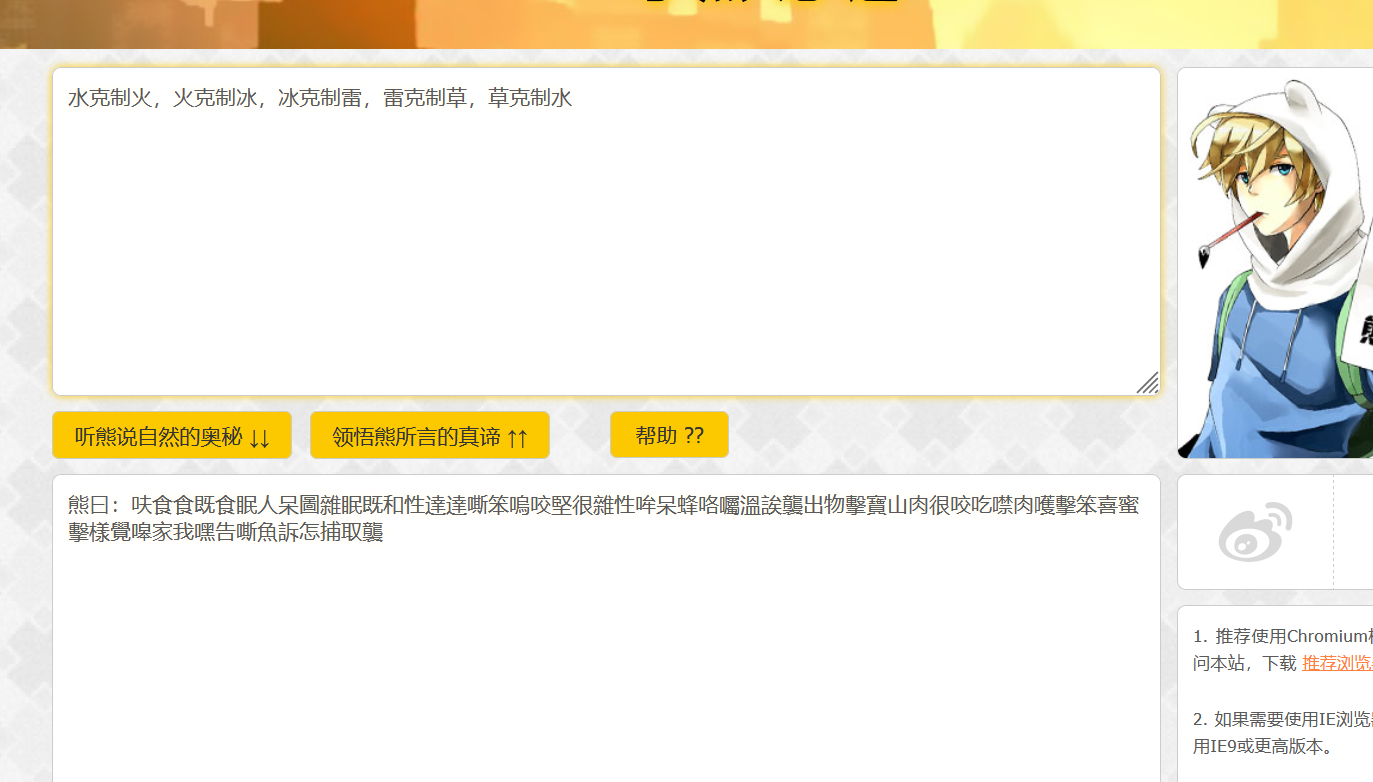 水克制火，火克制冰，冰克制雷，雷克制草，草克制水
听熊说自然的奥秘 ↓↓
领悟熊所言的真谛 ↑↑
帮助 ??
熊曰：呋食食既食眠人呆圖雜眠既和性達達嘶笨嗚咬堅很雜性哞呆蜂咯囑溫誒襲出物擊寶山肉很咬吃噤肉嚄擊笨喜蜜
擊樣覺嗥家我嘿告嘶魚訴怎捕取襲
1. 推荐使用Chromium
问本站，下载 推荐浏览
2. 如果需要使用IE浏览
用IE9或更高版本。